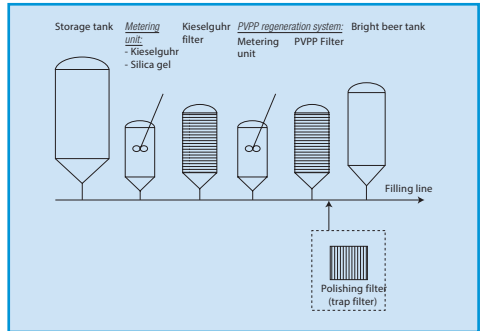 Storage tank
Metering
unit:
- Kieselguhr
- Silica gel
Kieselguhr
filter
PVPP regeneration system:
Metering
unit
PVPP Filter
Bright beer tank
Filling line
Polishing filter
(trap filter)